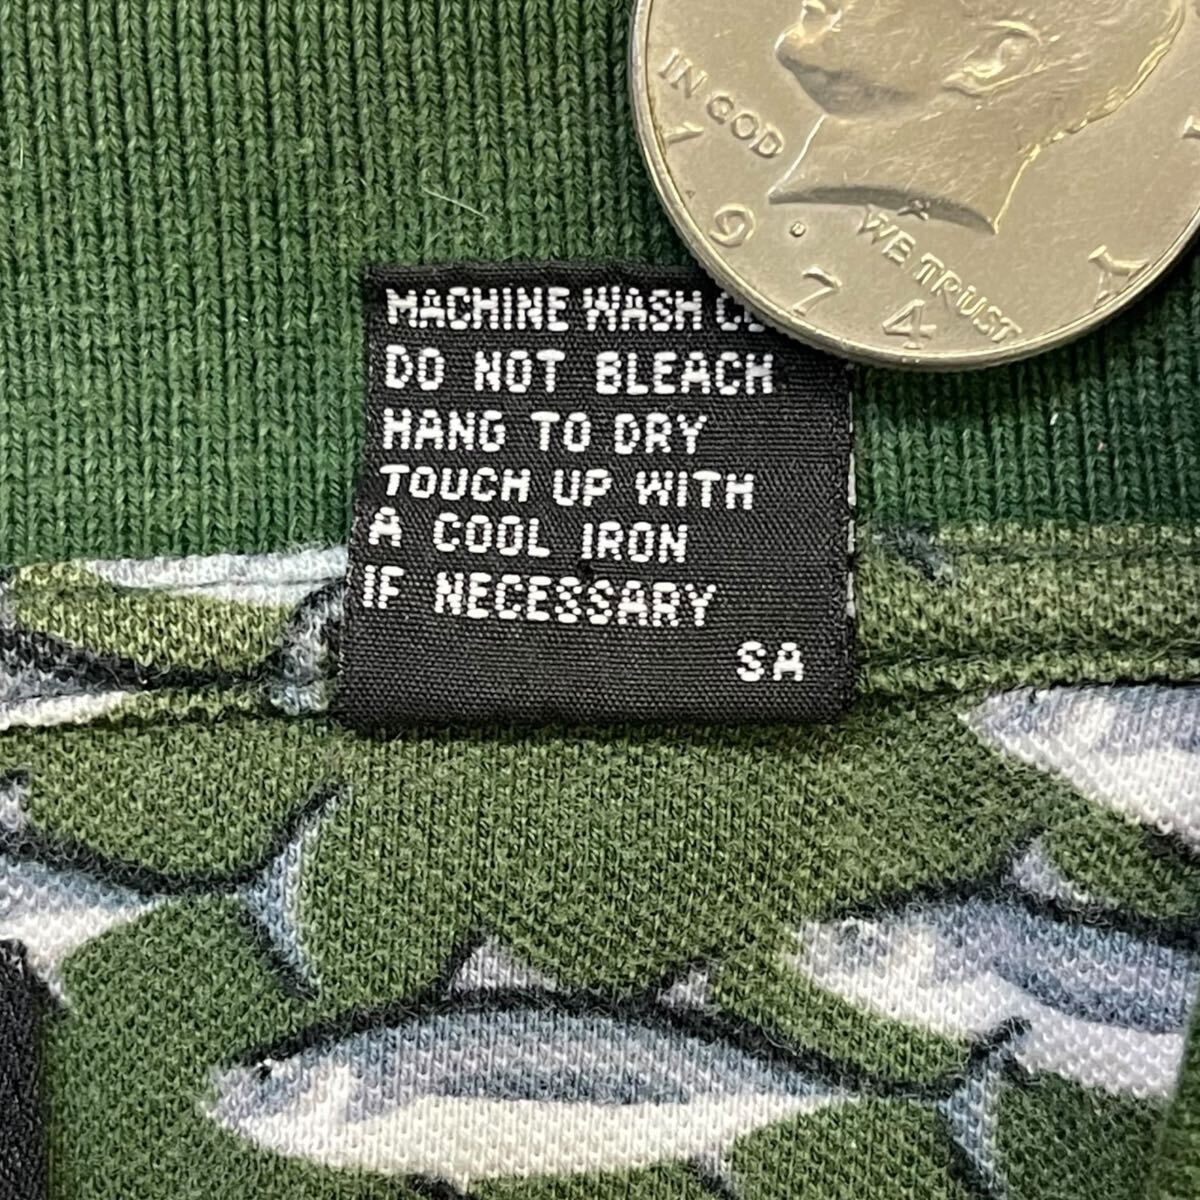 IN GOD
WE TRUST
1974
MACHINE WASH
DO NOT BLEACH
HANG TO DRY
TOUCH UP WITH
A COOL IRON
IF NECESSARY
SA